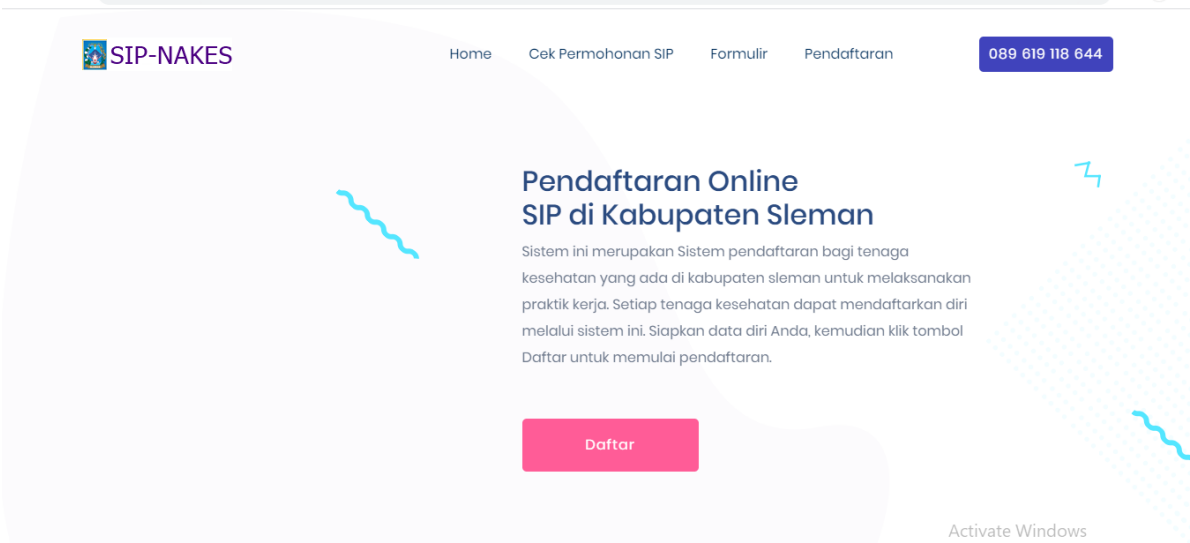 SIP-NAKES
Home
Cek Permohonan SIP
Formulir
Pendaftaran
089 619 118 644
Pendaftaran Online
SIP di Kabupaten Sleman
Sistem ini merupakan Sistem pendaftaran bagi tenaga
kesehatan yang ada di kabupaten sleman untuk melaksanakan
praktik kerja. Setiap tenaga kesehatan dapat mendaftarkan diri
melalui sistem ini. Siapkan data diri Anda, kemudian klik tombol
Daftar untuk memulai pendaftaran.
Daftar
Activate Windows